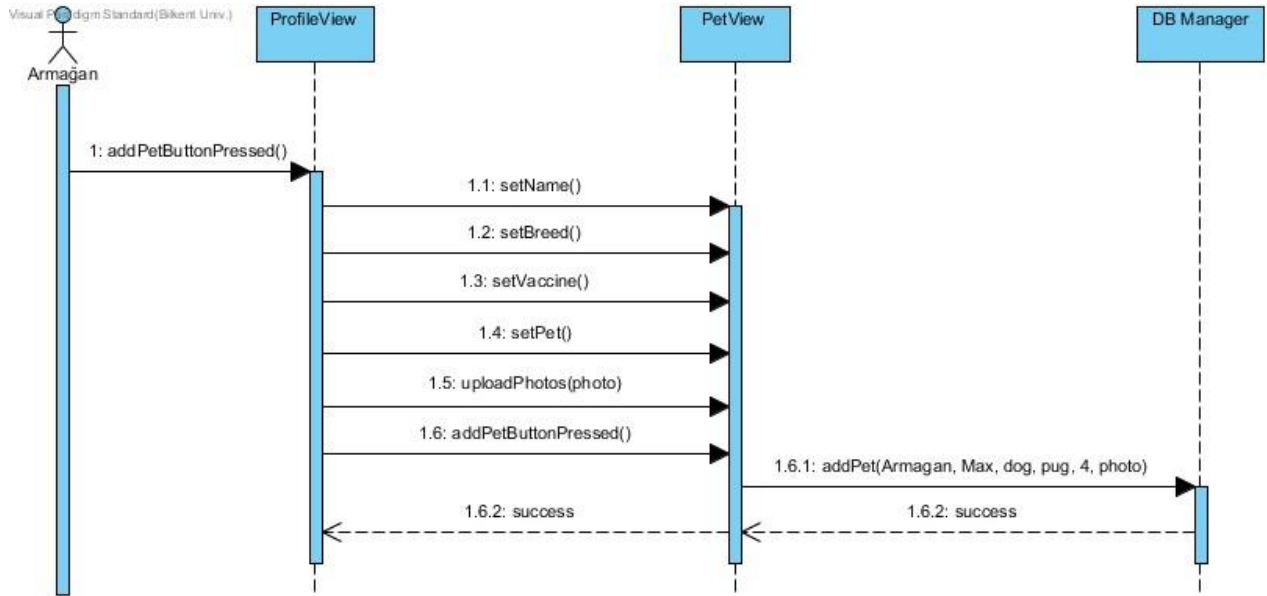 Visual Paradigm Standard(Bilkent Univ.)
ProfileView
PetView
DB Manager
Armağan
1: addPetButtonPressed()
1.1: setName()
1.2: setBreed()
1.3: setVaccine()
1.4: setPet()
1.5: uploadPhotos(photo)
1.6: addPetButtonPressed()
1.6.1: addPet(Armagan, Max, dog, pug, 4, photo)
1.6.2: success
1.6.2: success